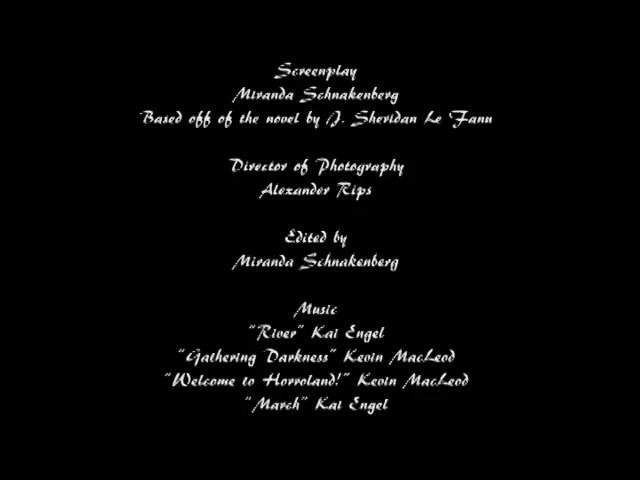 Screenplay
Miranda Schnakenberg
Based off of the novel by J. Sheridan Le Fanu
Director of Photography
Alexander Rips
Edited by
Miranda Schnakenberg
Music
"River" Kai Engel
"Gathering Darkness" Kevin MacLeod
"Welcome to Horroland!" Kevin MacLeod
"March" Kai Engel